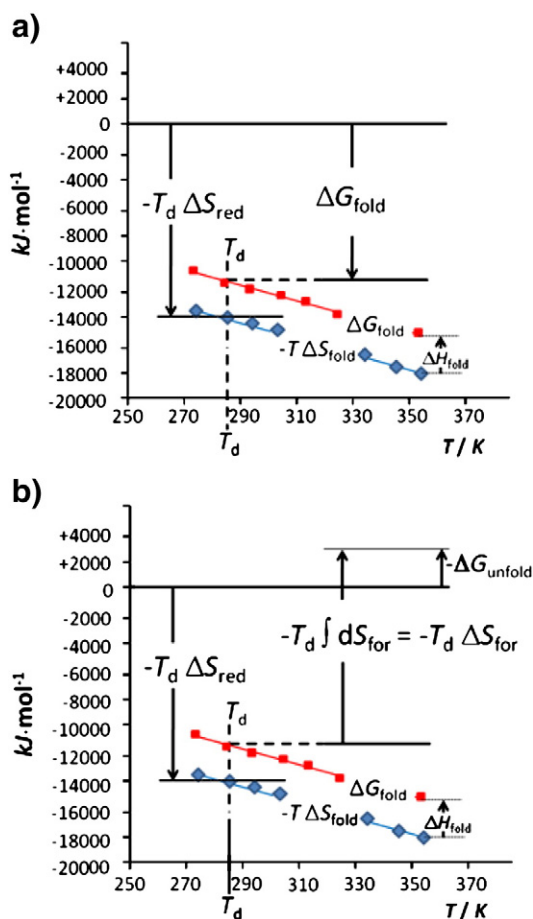 a)
+4000
+2000
0
-2000
-4000
-6000
-8000
-10000
-12000
-14000
-16000
-18000
-20000
kJ·mol⁻¹
-T_d ΔS_red
ΔG_fold
T_d
ΔG_fold
-T ΔS_fold
ΔH_fold
250 270 290 310 330 350 370
T_d
T / K
b)
+4000
+2000
0
-2000
-4000
-6000
-8000
-10000
-12000
-14000
-16000
-18000
-20000
kJ·mol⁻¹
-ΔG_unfold
-T_d ∫ dS_for = -T_d ΔS_for
-T_d ΔS_red
T_d
ΔG_fold
-T ΔS_fold
ΔH_fold
250 270 290 310 330 350 370
T_d
T / K